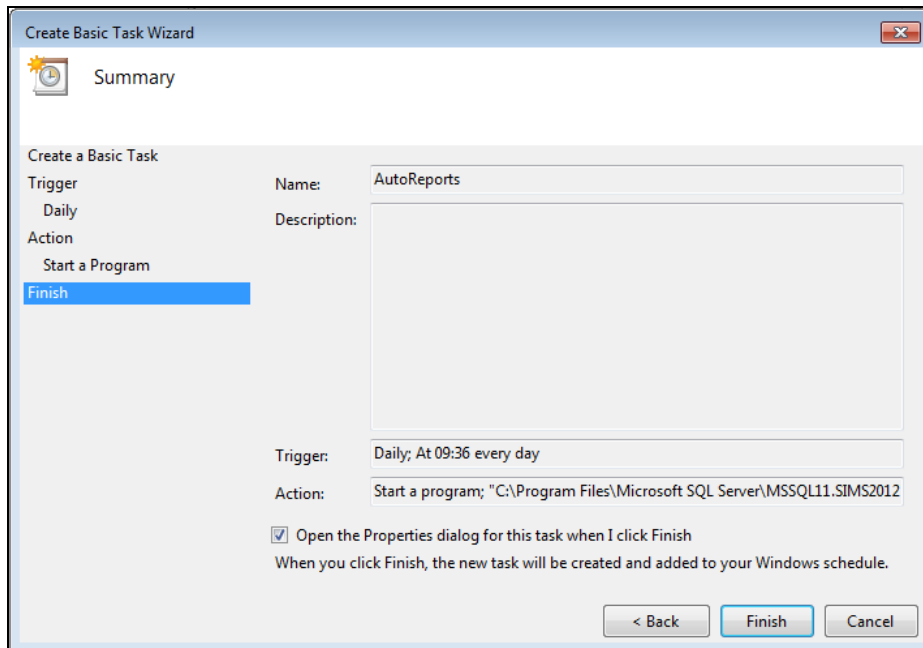 Create Basic Task Wizard
Summary
Create a Basic Task
Trigger
Daily
Action
Start a Program
Finish
Name: AutoReports
Description:
Trigger: Daily; At 09:36 every day
Action: Start a program; "C:\Program Files\Microsoft SQL Server\MSSQL11.SIMS2012
Open the Properties dialog for this task when I click Finish
When you click Finish, the new task will be created and added to your Windows schedule.
< Back Finish Cancel